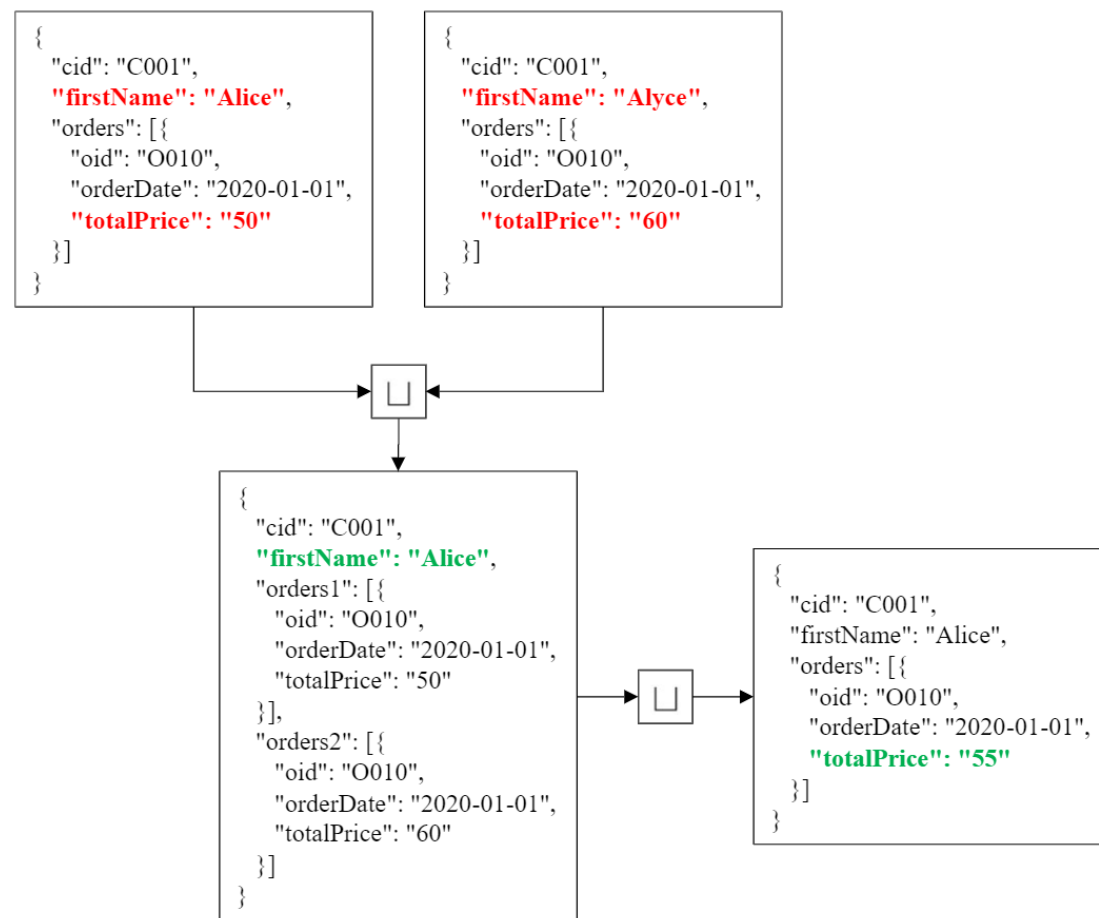 {
"cid": "C001",
"firstName": "Alice",
"orders": [{
"oid": "O010",
"orderDate": "2020-01-01",
"totalPrice": "50"
}]
}
{
"cid": "C001",
"firstName": "Alyce",
"orders": [{
"oid": "O010",
"orderDate": "2020-01-01",
"totalPrice": "60"
}]
}
⊔
{
"cid": "C001",
"firstName": "Alice",
"orders1": [{
"oid": "O010",
"orderDate": "2020-01-01",
"totalPrice": "50"
}],
"orders2": [{
"oid": "O010",
"orderDate": "2020-01-01",
"totalPrice": "60"
}]
}
⊔
{
"cid": "C001",
"firstName": "Alice",
"orders": [{
"oid": "O010",
"orderDate": "2020-01-01",
"totalPrice": "55"
}]
}